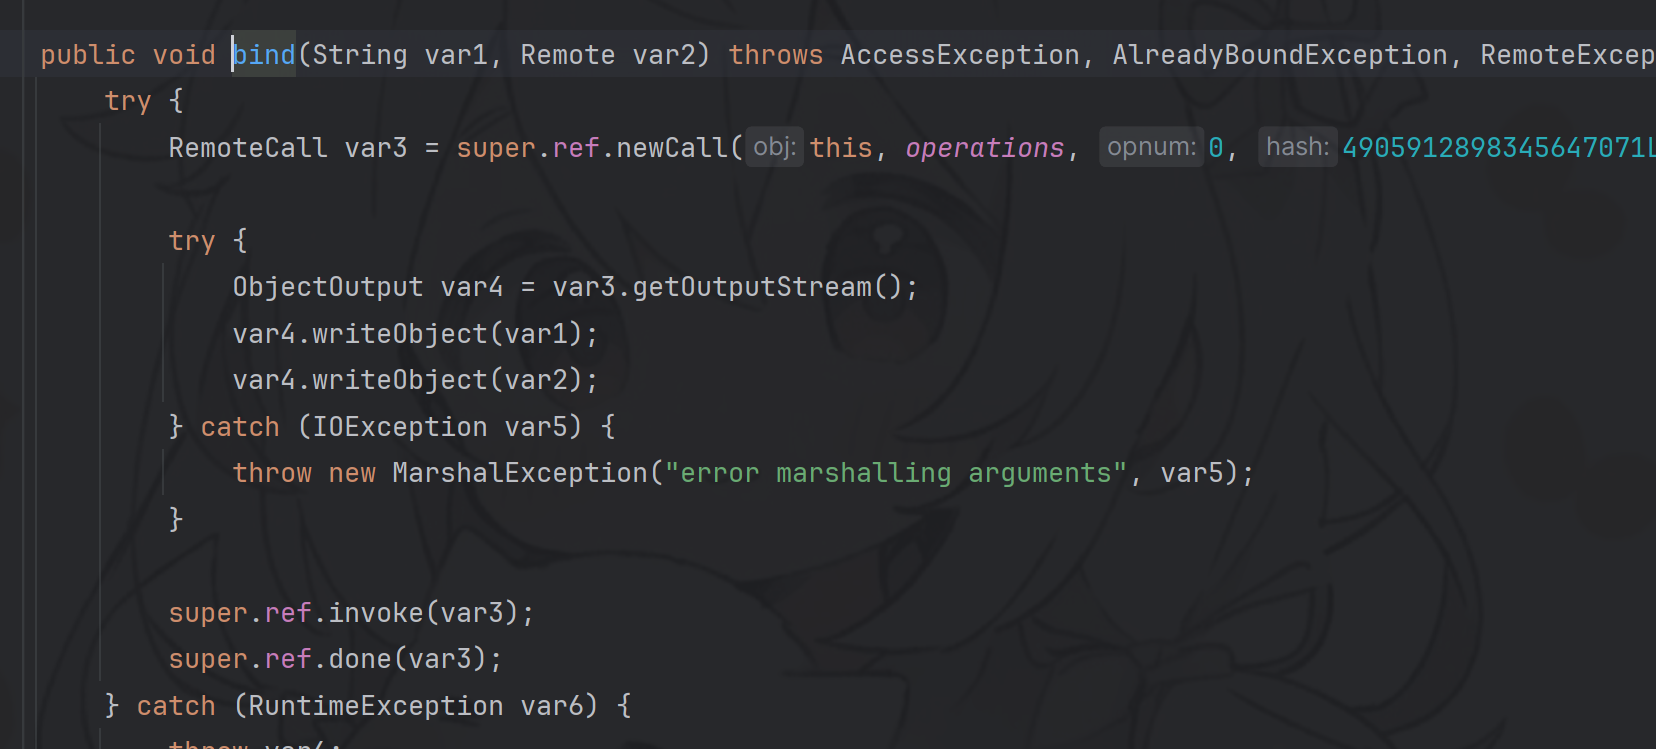 public void bind(String var1, Remote var2) throws AccessException, AlreadyBoundException, RemoteExcep
try {
RemoteCall var3 = super.ref.newCall( obj: this, operations, opnum: 0, hash: 4905912898345647071L
try {
ObjectOutput var4 = var3.getOutputStream();
var4.writeObject(var1);
var4.writeObject(var2);
} catch (IOException var5) {
throw new MarshalException("error marshalling arguments", var5);
}
super.ref.invoke(var3);
super.ref.done(var3);
} catch (RuntimeException var6) {
throw var6;